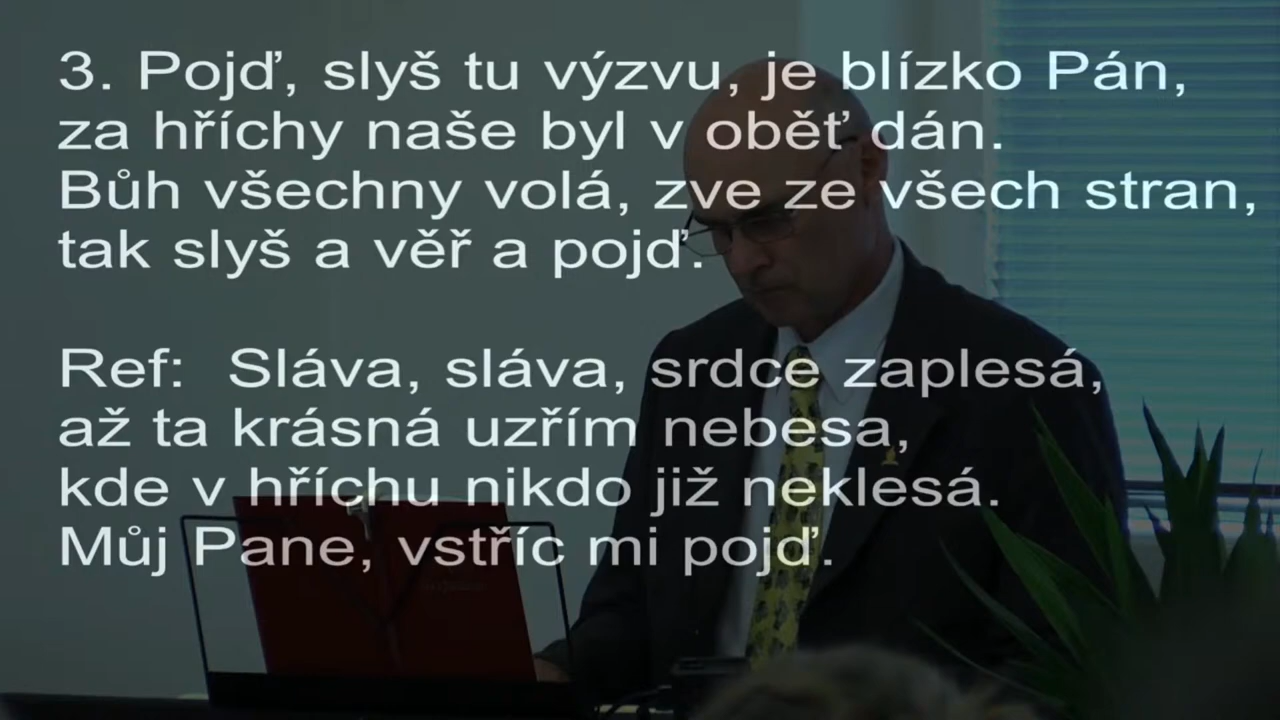 3. Pojď, slyš tu výzvu, je blízko Pán,
za hříchy naše byl v oběť dán.
Bůh všechny volá, zve ze všech stran,
tak slyš a věř a pojď.
Ref: Sláva, sláva, srdce zaplesá,
až ta krásná uzřím nebesa,
kde v hříchu nikdo již neklesá.
Můj Pane, vstříc mi pojď.